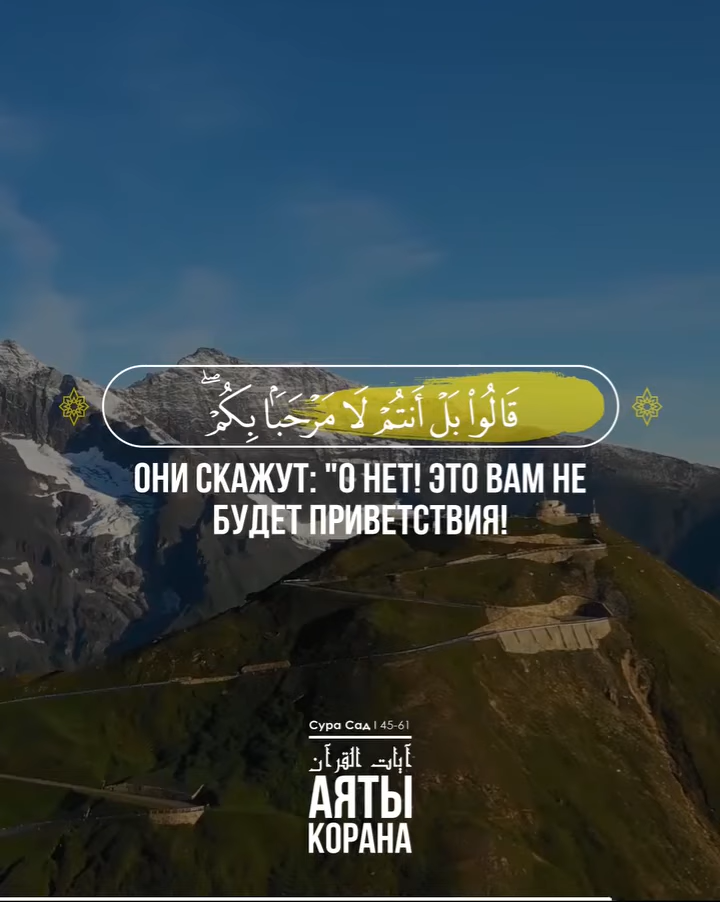 قَالُوا۟ بَلْ أَنتُمْ لَا مَرْحَبًۢا بِكُمْ ۖ
ОНИ СКАЖУТ: "О НЕТ! ЭТО ВАМ НЕ
БУДЕТ ПРИВЕТСТВИЯ!
Сура Сад | 45-61
آيات القرآن
АЯТЫ
КОРАНА